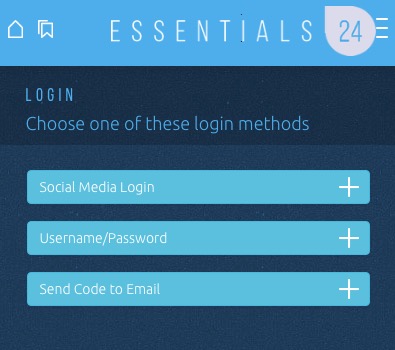 ESSENTIALS 24
LOGIN
Choose one of these login methods
Social Media Login
Username/Password
Send Code to Email